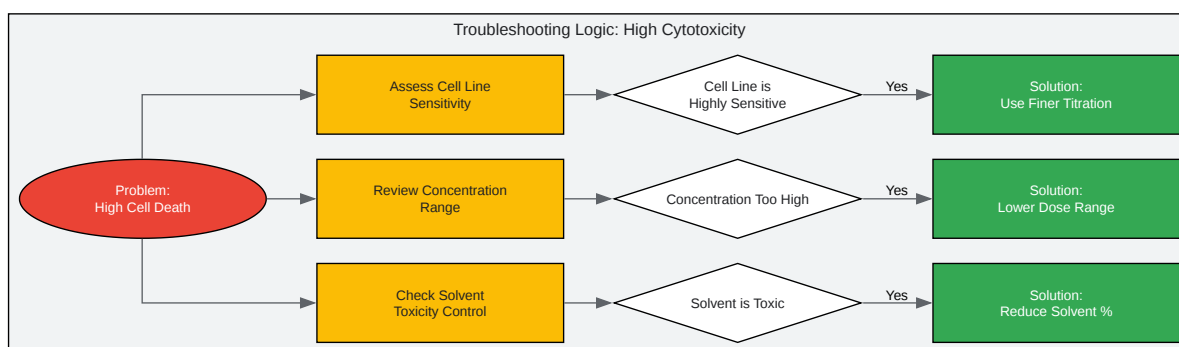 Troubleshooting Logic: High Cytotoxicity
Problem:
High Cell Death
Assess Cell Line
Sensitivity
Cell Line is
Highly Sensitive
Yes
Solution:
Use Finer Titration
Review Concentration
Range
Concentration Too High
Yes
Solution:
Lower Dose Range
Check Solvent
Toxicity Control
Solvent is Toxic
Yes
Solution:
Reduce Solvent %